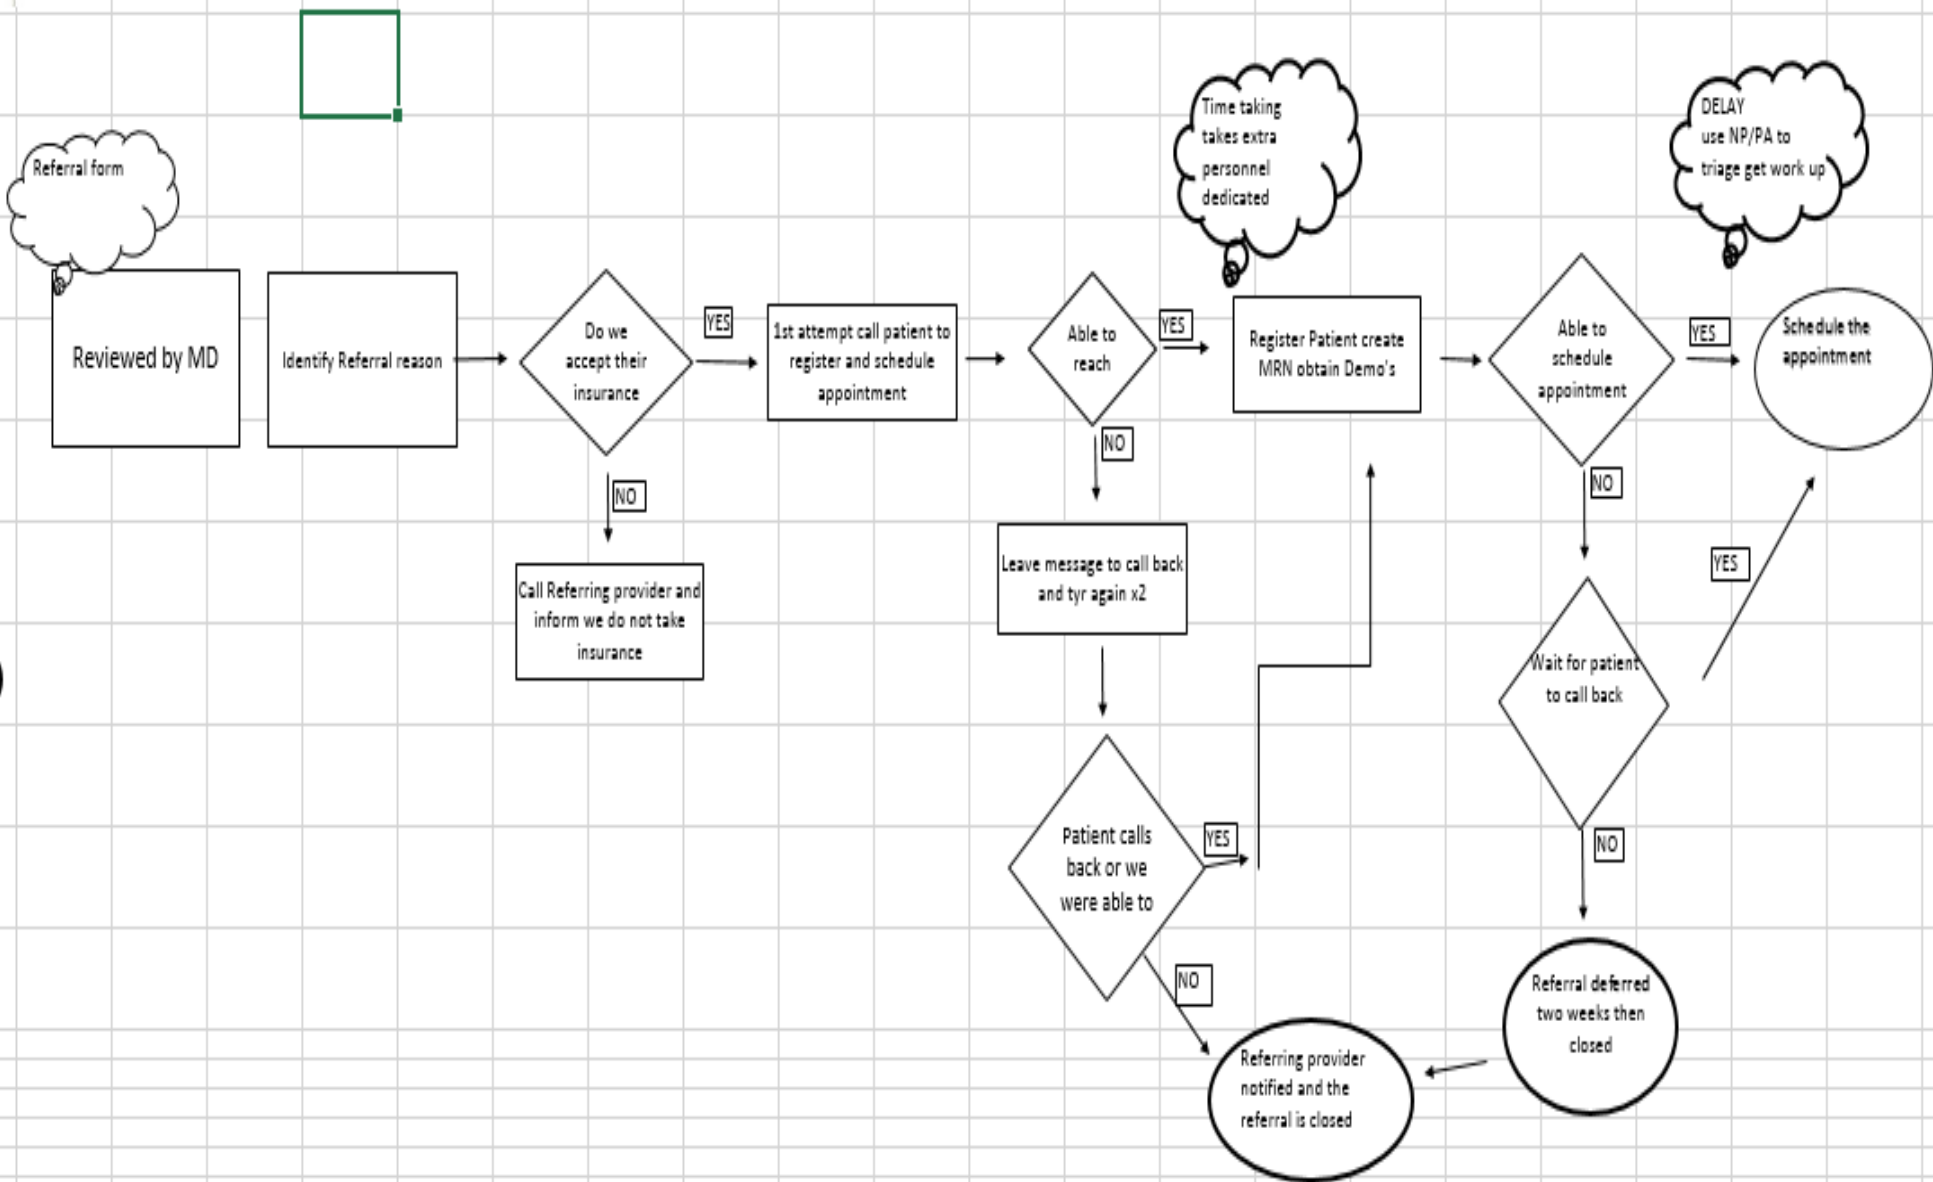 Referral form
Time taking
takes extra
personnel
dedicated
DELAY
use NP/PA to
triage get work up
Reviewed by MD
Identify Referral reason
Do we
accept their
insurance
YES
1st attempt call patient to
register and schedule
appointment
Able to
reach
YES
Register Patient create
MRN obtain Demo's
Able to
schedule
appointment
YES
Schedule the
appointment
NO
NO
NO
Call Referring provider and
inform we do not take
insurance
Leave message to call back
and tyr again x2
YES
Wait for patient
to call back
Patient calls
back or we
were able to
YES
NO
NO
Referral deferred
two weeks then
closed
Referring provider
notified and the
referral is closed